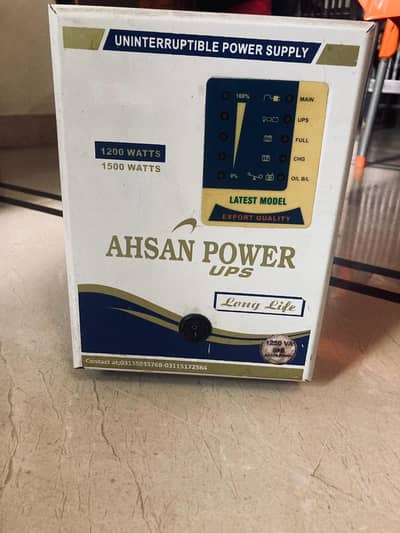 UNINTERRUPTIBLE POWER SUPPLY
100%
MAIN
UPS
FULL
CHG
0%
O/L B/L
1200 WATTS
1500 WATTS
LATEST MODEL
EXPORT QUALITY
AHSAN POWER
UPS
Long Life
1250 VA